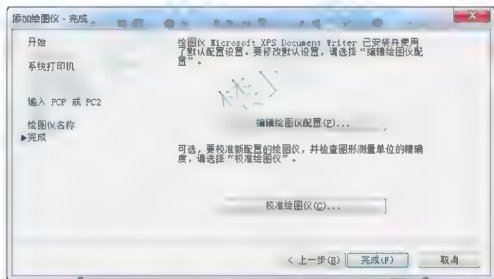 添加绘图仪 - 完成
开始
系统打印机
输入 PCP 或 PC2
绘图仪名称
▶完成
绘图仪 Microsoft XPS Document Writer 已安装并使用
了默认配置设置。要修改默认设置，请选择“编辑绘图仪配
置”。
编辑绘图仪配置(P)...
可选，要校准新配置的绘图仪，并检查图形测量单位的精确
度，请选择“校准绘图仪”。
校准绘图仪(C)...
< 上一步(B)
完成(F)
取消